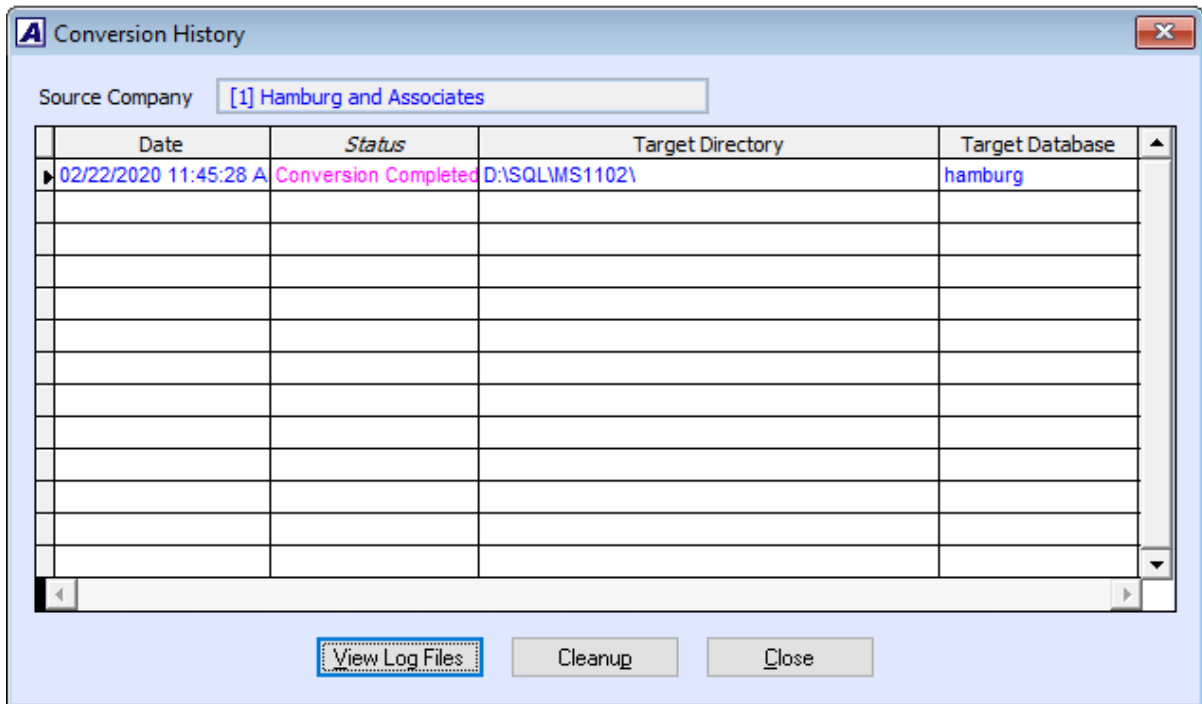 A Conversion History
Source Company [1] Hamburg and Associates
Date Status Target Directory Target Database
02/22/2020 11:45:28 A Conversion Completed D:\SQL\MS1102\ hamburg
View Log Files Cleanup Close